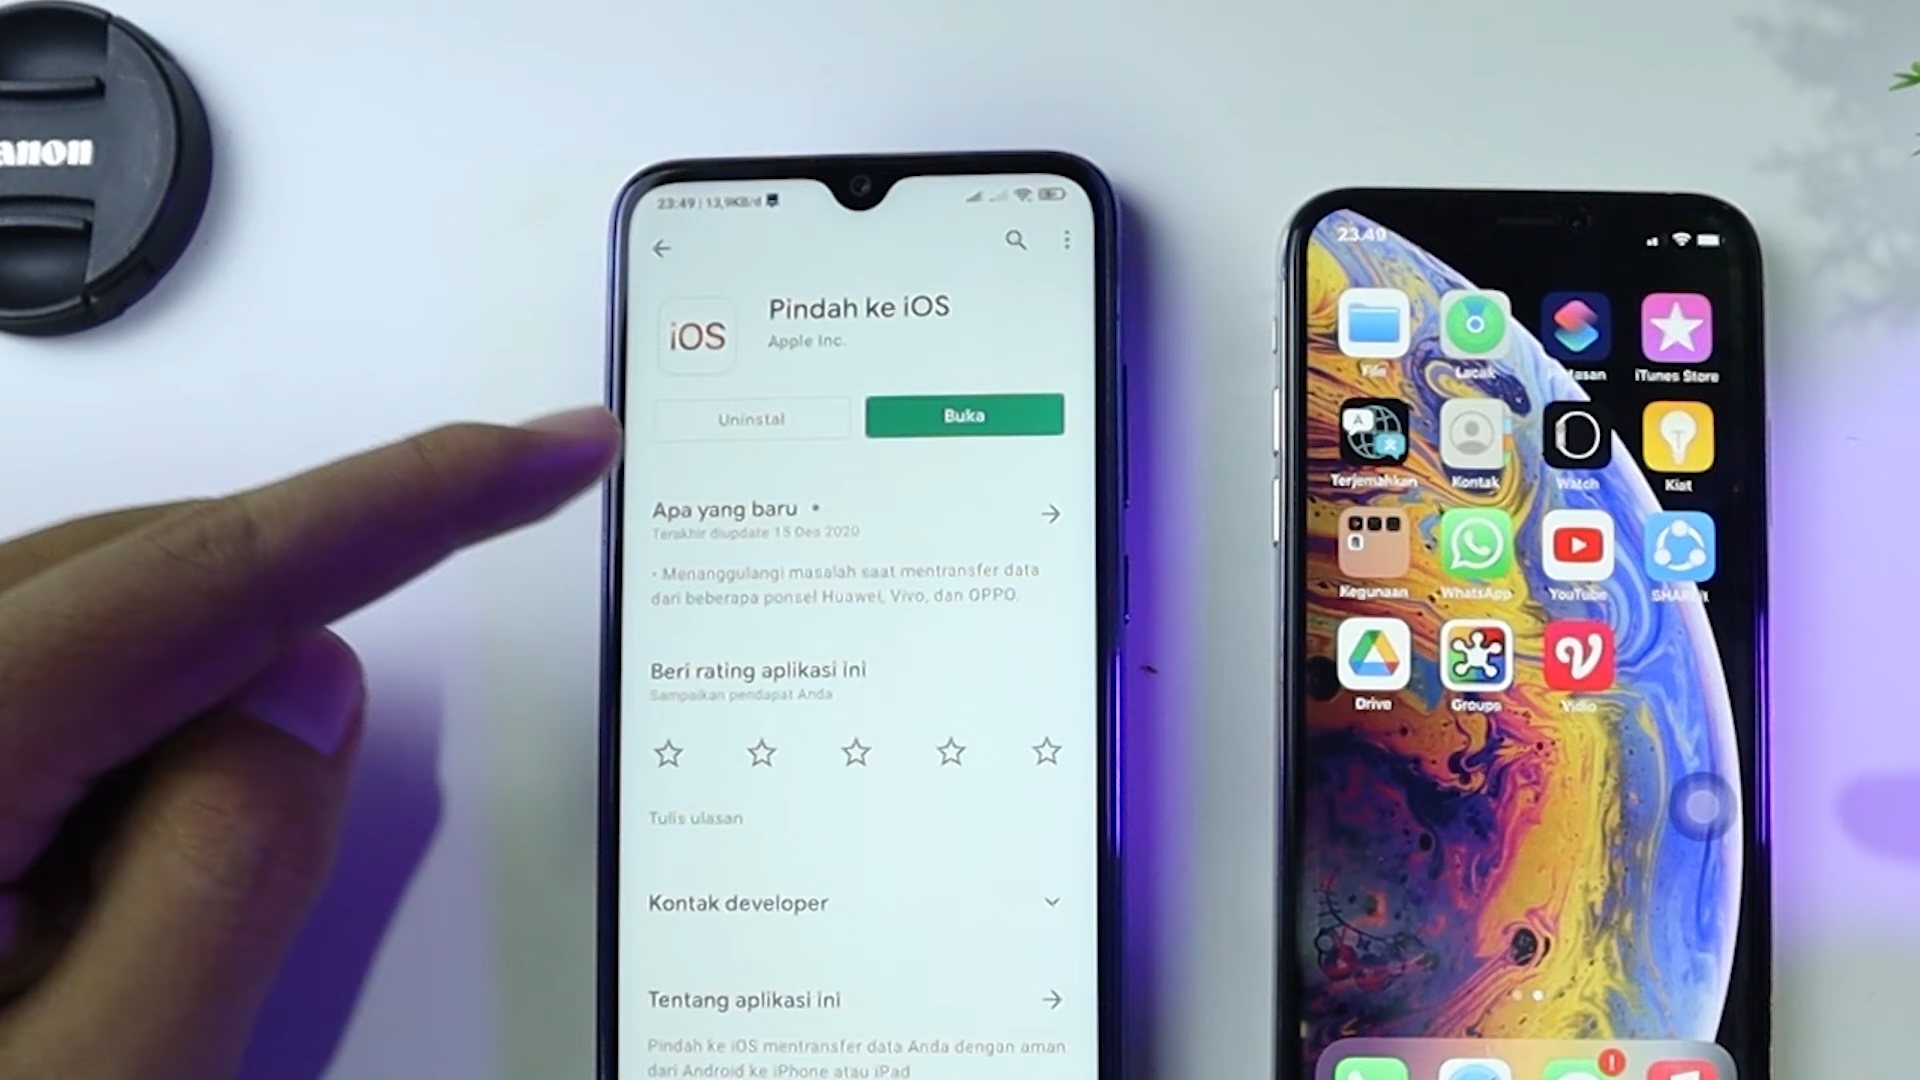 anon
23:49 | 13,9KB/d
Pindah ke iOS
iOS
Apple Inc.
Uninstal
Buka
Apa yang baru •
Terakhir diupdate 15 Des 2020
• Menanggulangi masalah saat mentransfer data
dari beberapa ponsel Huawei, Vivo, dan OPPO.
Beri rating aplikasi ini
Sampaikan pendapat Anda
Tulis ulasan
Kontak developer
Tentang aplikasi ini
Pindah ke iOS mentransfer data Anda dengan aman
dari Android ke iPhone atau iPad
23.49
File
Lacak
iTunes Store
Terjemahkan
Kontak
Watch
Kiat
Kegunaan
WhatsApp
YouTube
Drive
Groups
Vidio